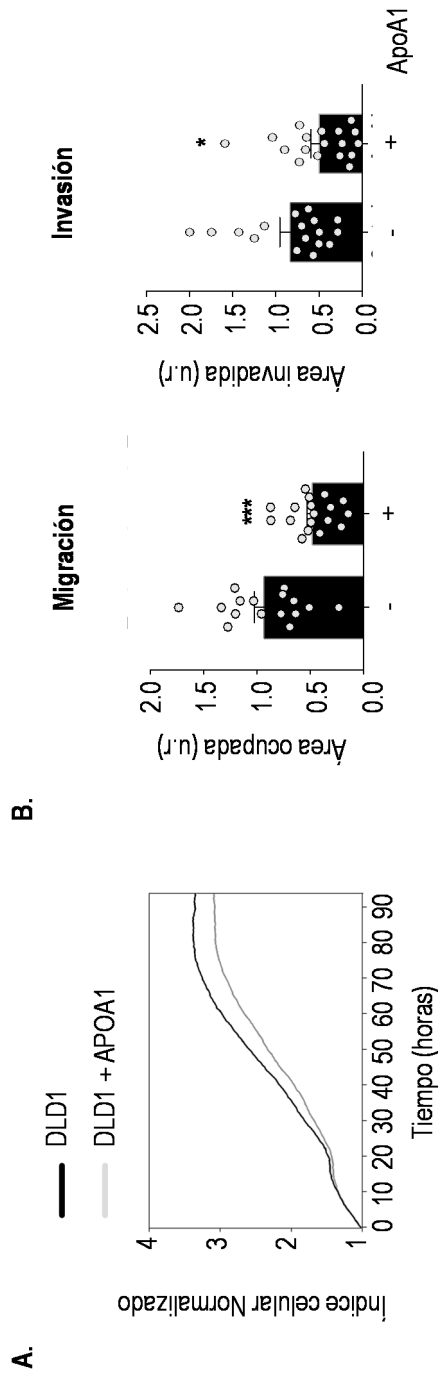 A.
DLD1
DLD1 + APOA1
Índice celular Normalizado
4
3
2
1
0 10 20 30 40 50 60 70 80 90
Tiempo (horas)
B.
Migración
Área ocupada (u.r)
2.0
1.5
1.0
0.5
0.0
***
- +
Invasión
Área invadida (u.r)
2.5
2.0
1.5
1.0
0.5
0.0
*
- +
ApoA1